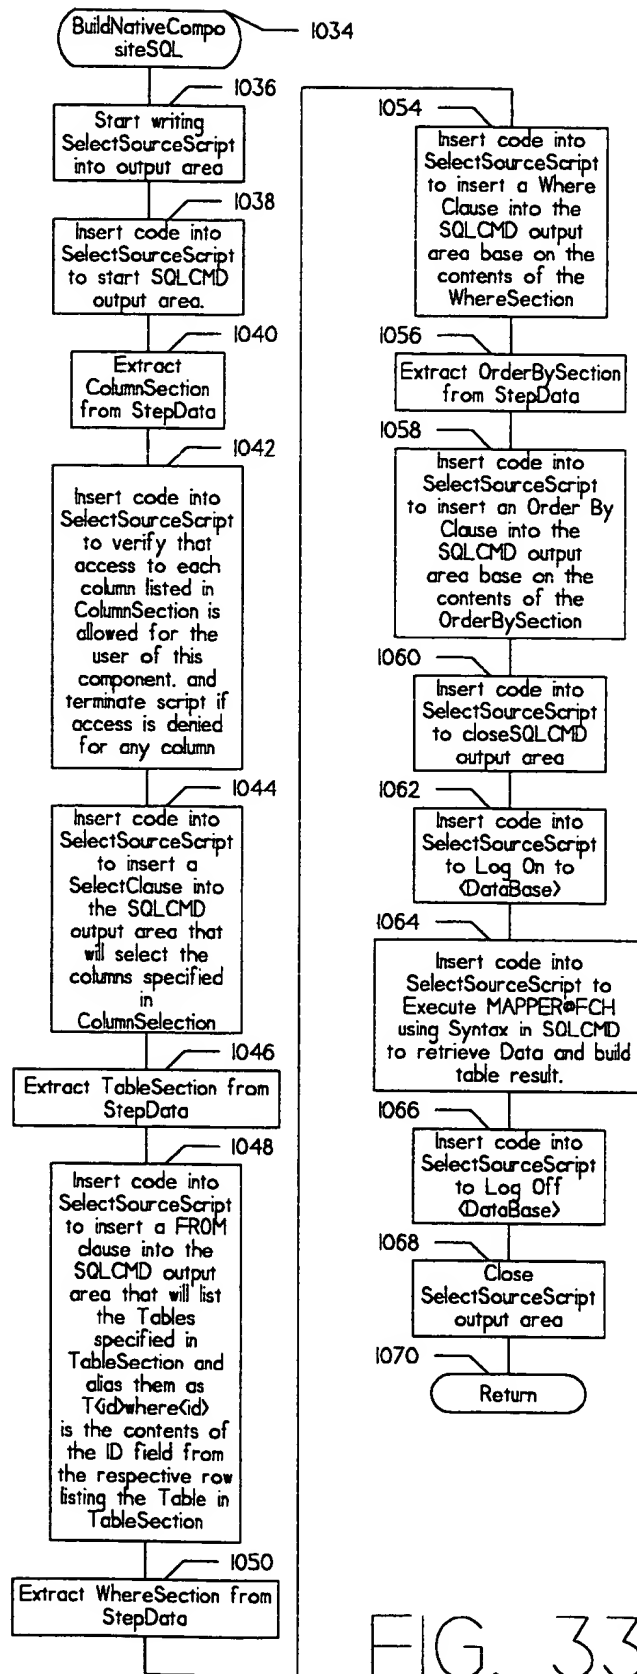 BuildNativeCompo
siteSQL
1034
1036
Start writing
SelectSourceScript
into output area
1038
Insert code into
SelectSourceScript
to start SQLCMD
output area.
1040
Extract
ColumnSection
from StepData
1042
Insert code into
SelectSourceScript
to verify that
access to each
column listed in
ColumnSection is
allowed for the
user of this
component. and
terminate script if
access is denied
for any column
1044
Insert code into
SelectSourceScript
to insert a
SelectClause into
the SQLCMD
output area that
will select the
columns specified
in
ColumnSelection
1046
Extract TableSection from
StepData
1048
Insert code into
SelectSourceScript
to insert a FROM
clause into the
SQLCMD output
area that will list
the Tables
specified in
TableSection and
alias them as
T<id>where<id>
is the contents of
the ID field from
the respective row
listing the Table in
TableSection
1050
Extract WhereSection from
StepData
1054
Insert code into
SelectSourceScript
to insert a Where
Clause into the
SQLCMD output
area base on the
contents of the
WhereSection
1056
Extract OrderBySection
from StepData
1058
Insert code into
SelectSourceScript
to insert an Order By
Clause into the
SQLCMD output
area base on the
contents of the
OrderBySection
1060
Insert code into
SelectSourceScript
to closeSQLCMD
output area
1062
Insert code into
SelectSourceScript
to Log On to
<DataBase>
1064
Insert code into
SelectSourceScript to
Execute MAPPER@FCH
using Syntax in SQLCMD
to retrieve Data and build
table result.
1066
Insert code into
SelectSourceScript
to Log Off
<DataBase>
1068
Close
SelectSourceScript
output area
1070
Return
FIG. 33